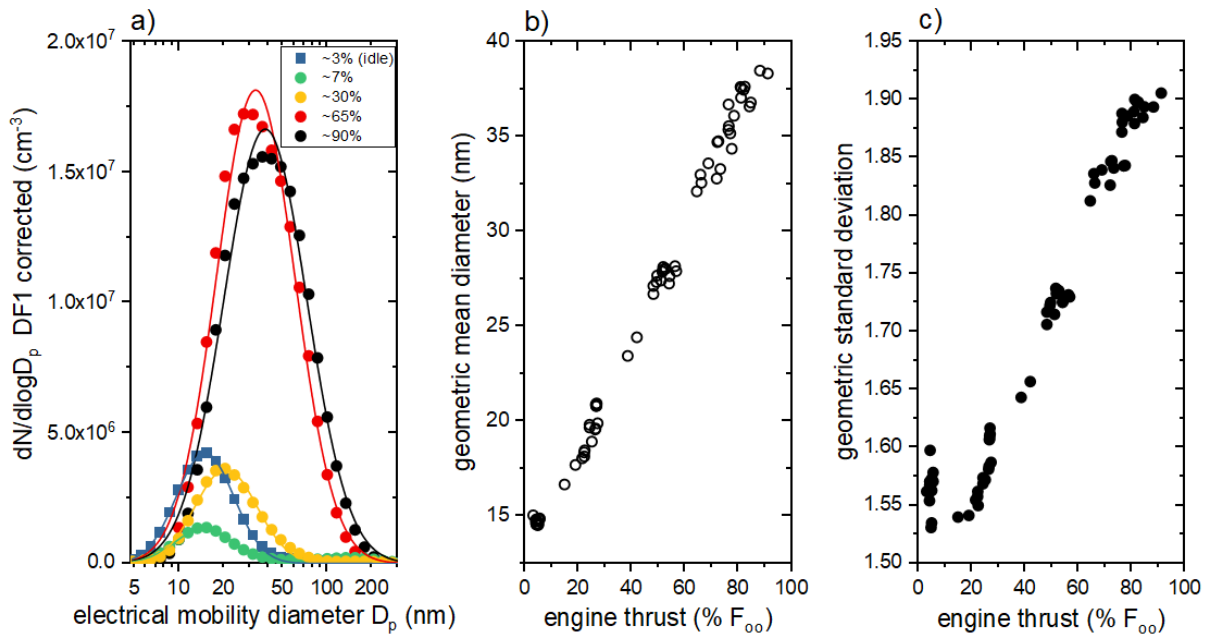 a)
dN/dlogDp DF1 corrected (cm⁻³)
2.0x10⁷
1.5x10⁷
1.0x10⁷
5.0x10⁶
0.0
~3% (idle)
~7%
~30%
~65%
~90%
5
10
20
50
100
200
electrical mobility diameter Dp (nm)
b)
geometric mean diameter (nm)
40
35
30
25
20
15
0
20
40
60
80
100
engine thrust (% Foo)
c)
geometric standard deviation
1.95
1.90
1.85
1.80
1.75
1.70
1.65
1.60
1.55
1.50
0
20
40
60
80
100
engine thrust (% Foo)